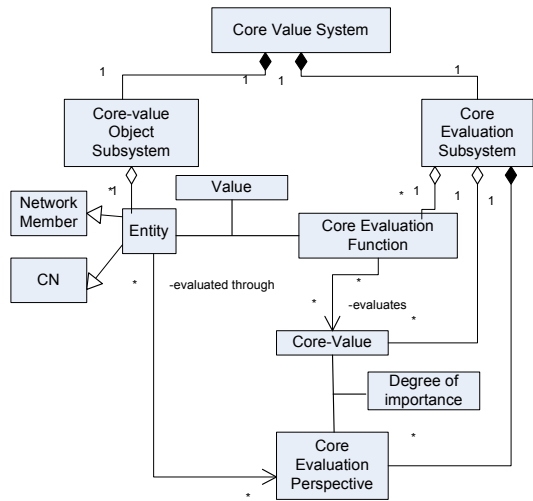 Core Value System
1
1
1
1
Core-value
Object
Subsystem
Core
Evaluation
Subsystem
*
1
Value
*
1
1
1
Network
Member
Entity
Core Evaluation
Function
CN
*
-evaluated through
*
*
-evaluates
*
Core-Value
Degree of
importance
*
Core
Evaluation
Perspective
*